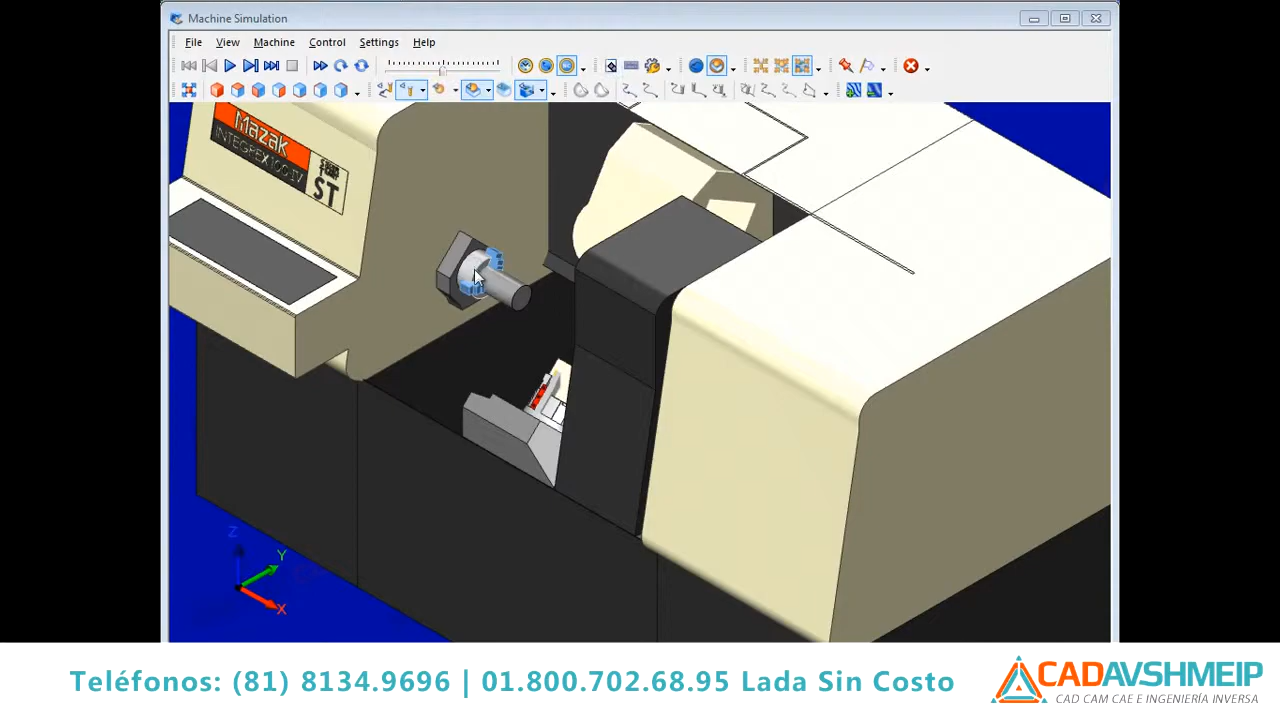 Machine Simulation
File View Machine Control Settings Help
Mazak
INTEGREX 100-IV
ST
Z
Y
X
Teléfonos: (81) 8134.9696 | 01.800.702.68.95 Lada Sin Costo
CADAVSHMEIP
CAD CAM CAE E INGENIERÍA INVERSA